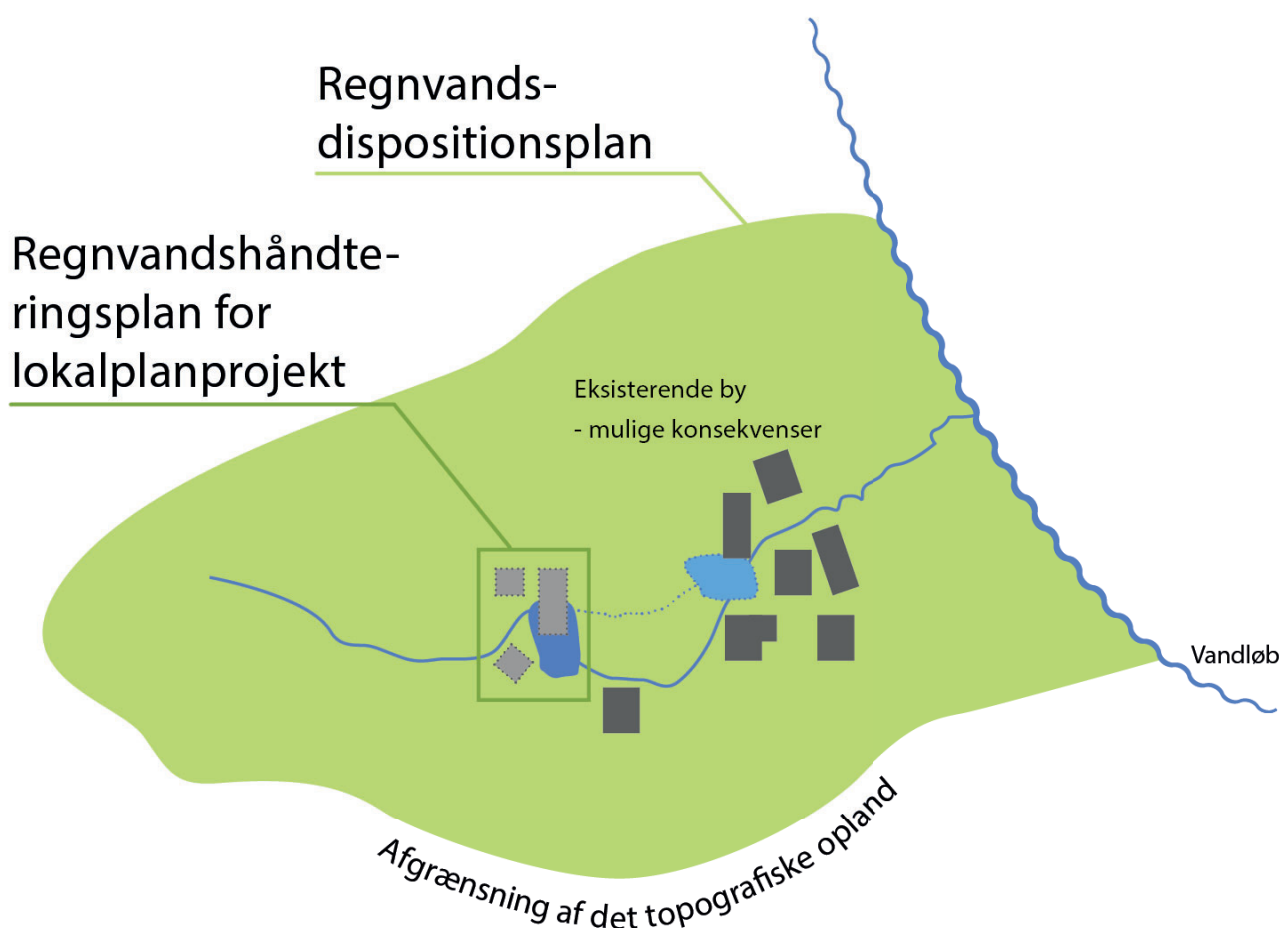 Regnvands-
dispositionsplan
Regnvandshåndte-
ringsplan for
lokalplanprojekt
Eksisterende by
- mulige konsekvenser
Vandløb
Afgrænsning af det topografiske opland